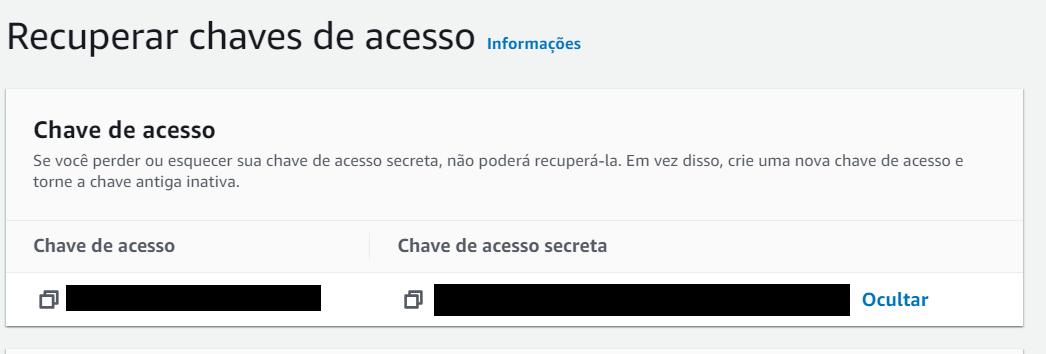 Recuperar chaves de acesso Informações
Chave de acesso
Se você perder ou esquecer sua chave de acesso secreta, não poderá recuperá-la. Em vez disso, crie uma nova chave de acesso e
torne a chave antiga inativa.
Chave de acesso Chave de acesso secreta
Ocultar